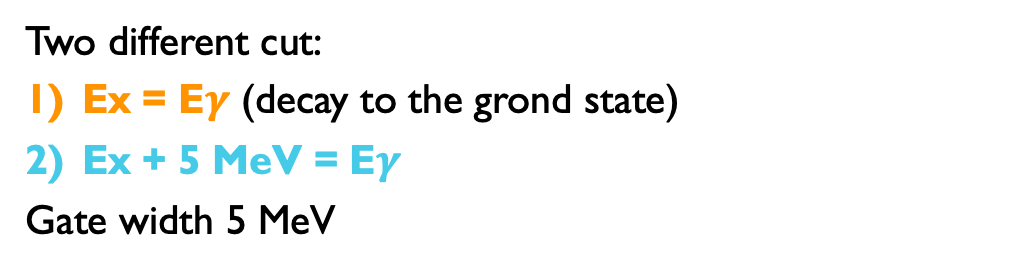 Two different cut:
1) Ex = Eγ (decay to the grond state)
2) Ex + 5 MeV = Eγ
Gate width 5 MeV